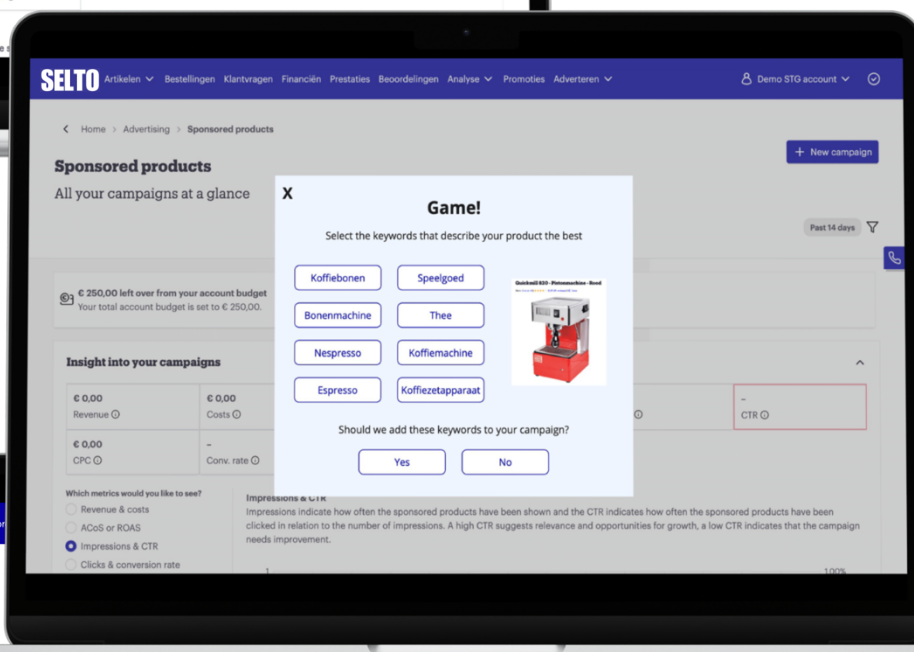 SELTO
Artikelen Bestellingen Klantvragen Financiën Prestaties Beoordelingen Analyse Promoties Adverteren Demo STG account
< Home > Advertising > Sponsored products
Sponsored products
+ New campaign
All your campaigns at a glance
Past 14 days
€ 250,00 left over from your account budget
Your total account budget is set to € 250,00.
Insight into your campaigns
€ 0,00
Revenue
€ 0,00
Costs
–
CTR
€ 0,00
CPC
–
Conv. rate
Which metrics would you like to see?
Revenue & costs
ACoS or ROAS
Impressions & CTR
Clicks & conversion rate
Impressions & CTR
Impressions indicate how often the sponsored products have been shown and the CTR indicates how often the sponsored products have been
clicked in relation to the number of impressions. A high CTR suggests relevance and opportunities for growth, a low CTR indicates that the campaign
needs improvement.
1
100%
X
Game!
Select the keywords that describe your product the best
Koffiebonen
Speelgoed
Bonenmachine
Thee
Nespresso
Koffiemachine
Espresso
Koffiezetapparaat
Quickmill 820 - Pistonmachine - Rood
Should we add these keywords to your campaign?
Yes
No